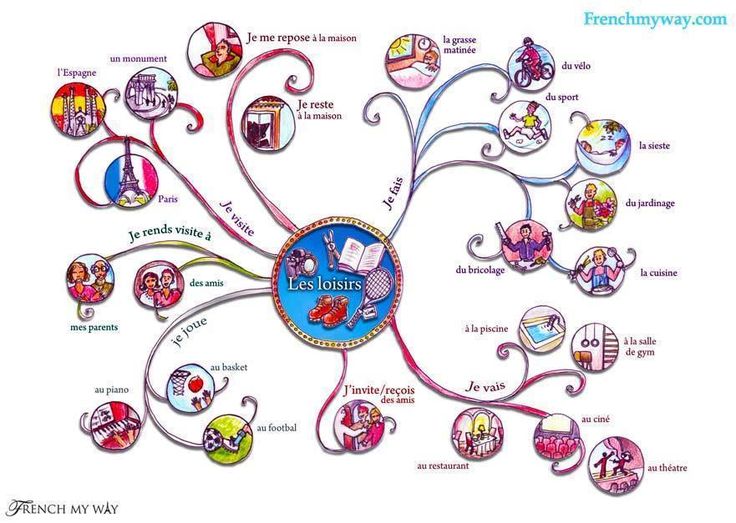 Frenchmyway.com
Je me repose à la maison
la grasse
matinée
un monument
l'Espagne
du vélo
du sport
Je reste
à la maison
la sieste
Je fais
Paris
Je visite
du jardinage
Je rends visite à
du bricolage
la cuisine
des amis
Les loisirs
mes parents
à la piscine
à la salle
de gym
je joue
au basket
au piano
J'invite/reçois
des amis
Je vais
au footbal
au ciné
au restaurant
au théatre
FRENCH MY WAY